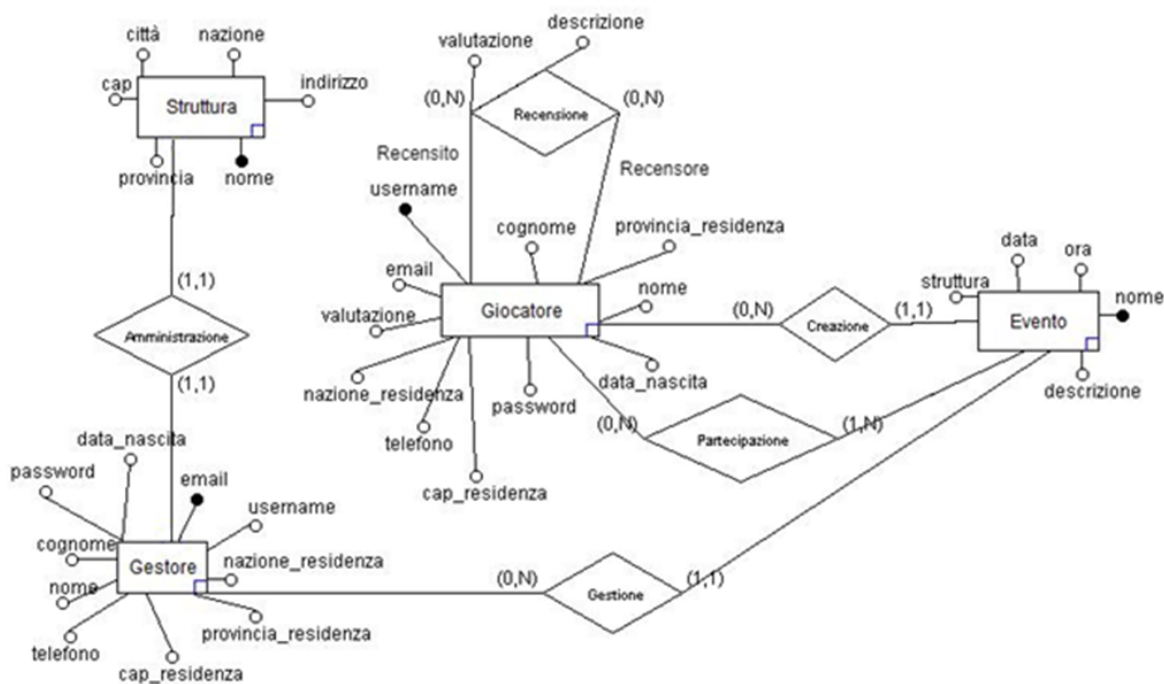 descrizione
città
nazione
valutazione
cap
indirizzo
Struttura
(0,N)
(0,N)
Recensione
Recensito
Recensore
provincia
nome
username
cognome
provincia_residenza
data
ora
email
struttura
nome
(1,1)
Giocatore
nome
(0,N)
(1,1)
Evento
valutazione
Creazione
Amministrazione
data_nascita
descrizione
nazione_residenza
password
(1,1)
(0,N)
Partecipazione
(1,N)
telefono
data_nascita
password
email
cap_residenza
username
cognome
Gestore
nazione_residenza
(0,N)
(1,1)
nome
Gestione
provincia_residenza
telefono
cap_residenza